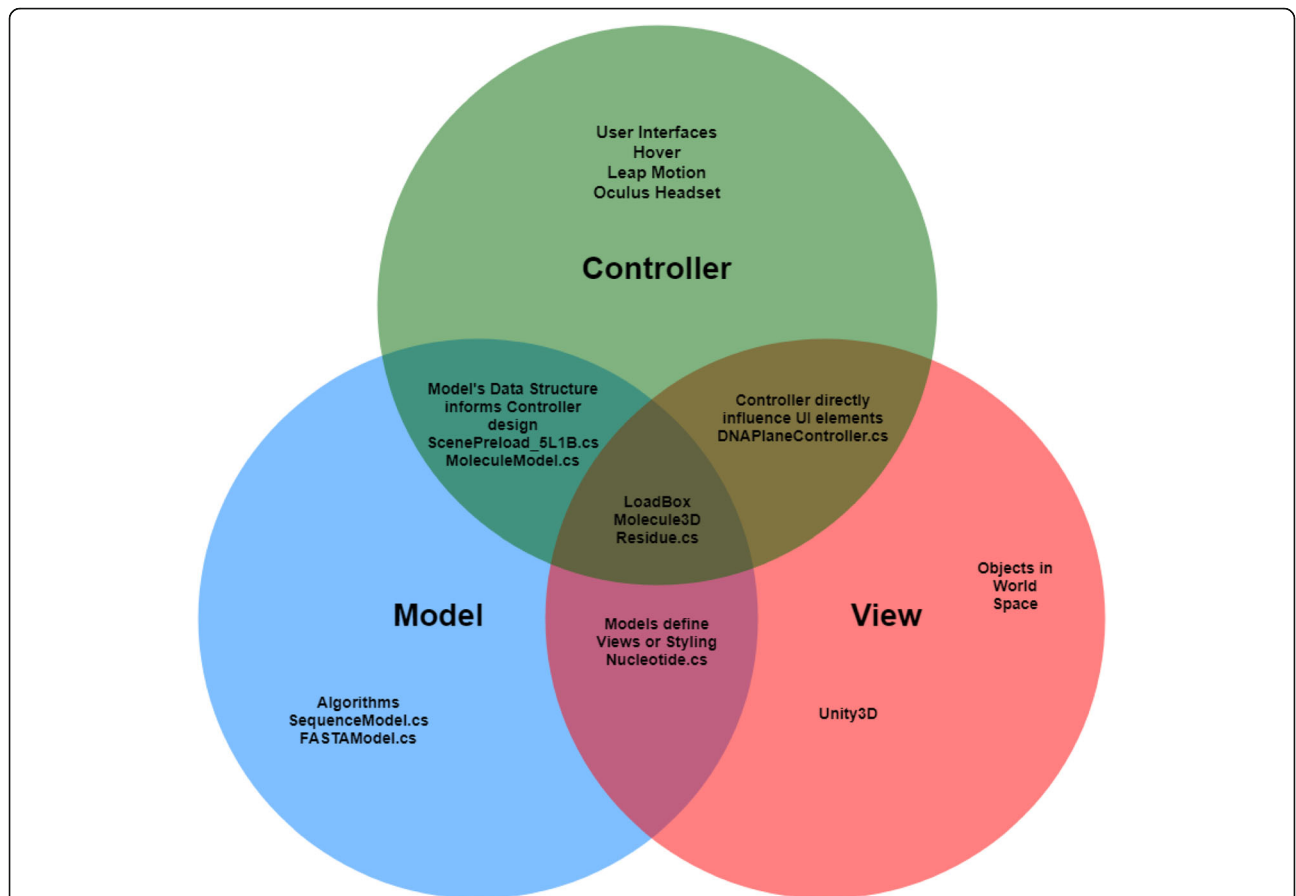 User Interfaces
Hover
Leap Motion
Oculus Headset
Controller
Model's Data Structure
informs Controller
design
ScenePreload_5L1B.cs
MoleculeModel.cs
Controller directly
influence UI elements
DNAPlaneController.cs
LoadBox
Molecule3D
Residue.cs
Objects in
World
Space
Model
Models define
Views or Styling
Nucleotide.cs
View
Algorithms
SequenceModel.cs
FASTAModel.cs
Unity3D